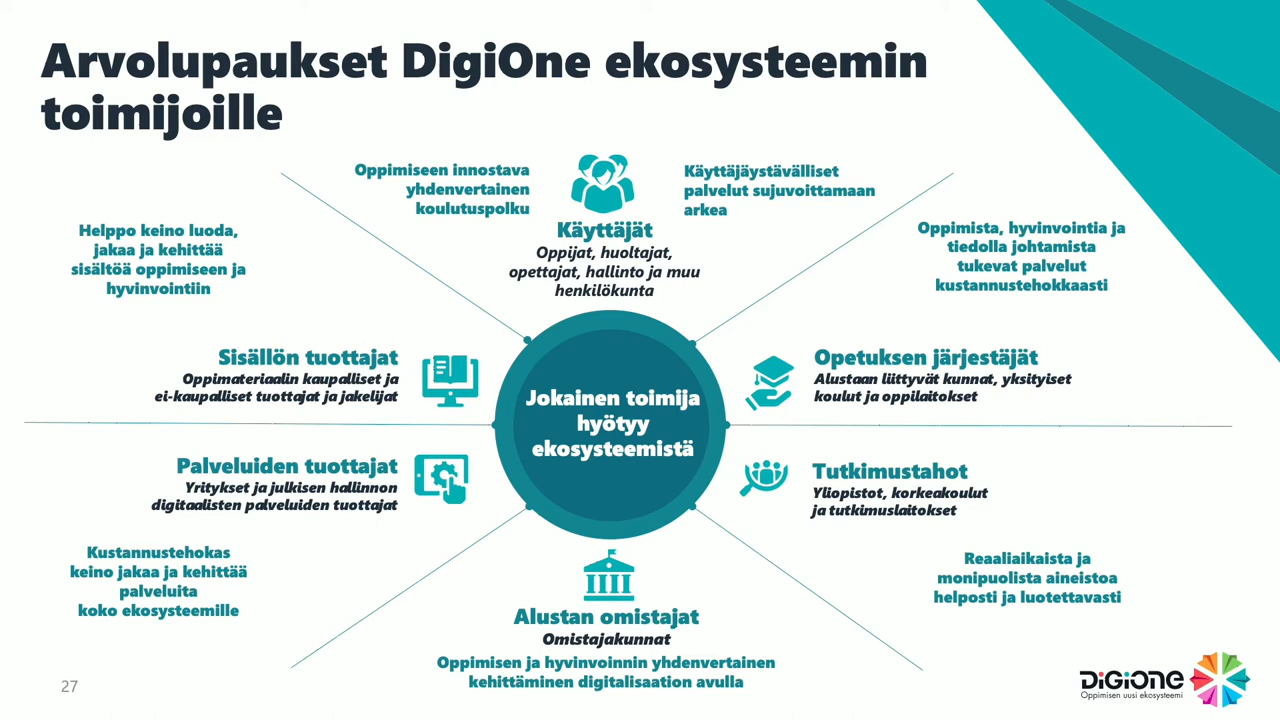 Arvolupaukset DigiOne ekosysteemin
toimijoille
Oppimiseen innostava
yhdenvertainen
koulutuspolku
Käyttäjäystävälliset
palvelut sujuvoittamaan
arkea
Käyttäjät
Oppijat, huoltajat,
opettajat, hallinto ja muu
henkilökunta
Helppo keino luoda,
jakaa ja kehittää
sisältöä oppimiseen ja
hyvinvointiin
Oppimista, hyvinvointia ja
tiedolla johtamista
tukevat palvelut
kustannustehokkaasti
Sisällön tuottajat
Oppimateriaalin kaupalliset ja
ei-kaupalliset tuottajat ja jakelijat
Opetuksen järjestäjät
Alustaan liittyvät kunnat, yksityiset
koulut ja oppilaitokset
Jokainen toimija
hyötyy
ekosysteemistä
Palveluiden tuottajat
Yritykset ja julkisen hallinnon
digitaalisten palveluiden tuottajat
Tutkimustahot
Yliopistot, korkeakoulut
ja tutkimuslaitokset
Kustannustehokas
keino jakaa ja kehittää
palveluita
koko ekosysteemille
Reaaliaikaista ja
monipuolista aineistoa
helposti ja luotettavasti
Alustan omistajat
Omistajakunnat
Oppimisen ja hyvinvoinnin yhdenvertainen
kehittäminen digitalisaation avulla
27
DiGiONE
Oppimisen uusi ekosysteemi